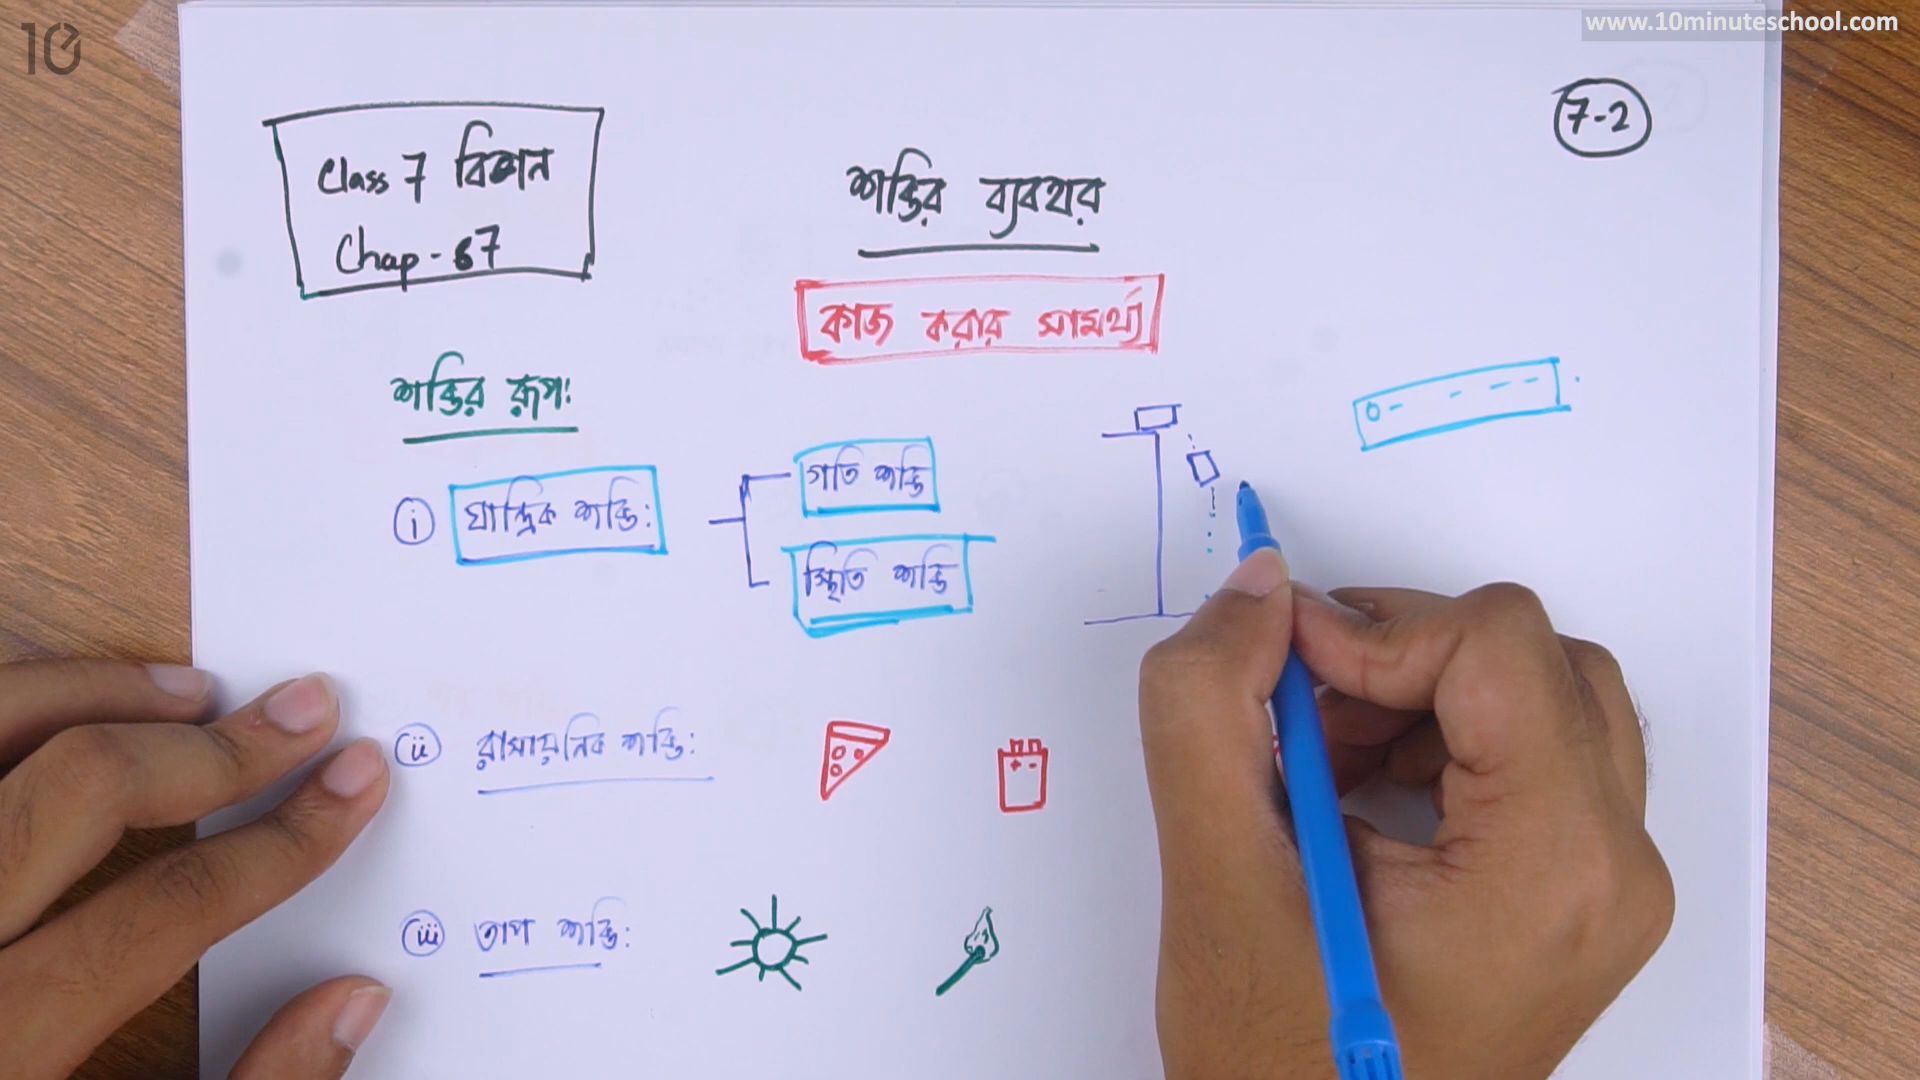 10
www.10minuteschool.com
7-2
Class 7 বিজ্ঞান
Chap - 67
শক্তির ব্যবহার
কাজ করার সামর্থ্য
শক্তির রূপ:
i যান্ত্রিক শক্তি:
গতি শক্তি
স্থিতি শক্তি
ii রাসায়নিক শক্তি:
+ -
iii তাপ শক্তি: